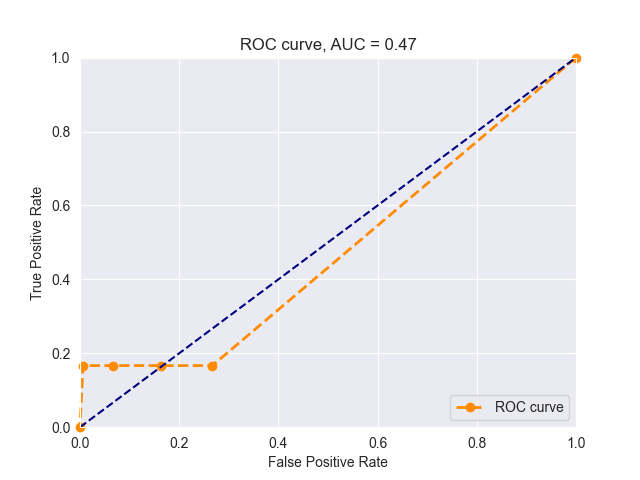 ROC curve, AUC = 0.47
1.0
0.8
0.6
0.4
0.2
0.0
True Positive Rate
0.0 0.2 0.4 0.6 0.8 1.0
False Positive Rate
ROC curve